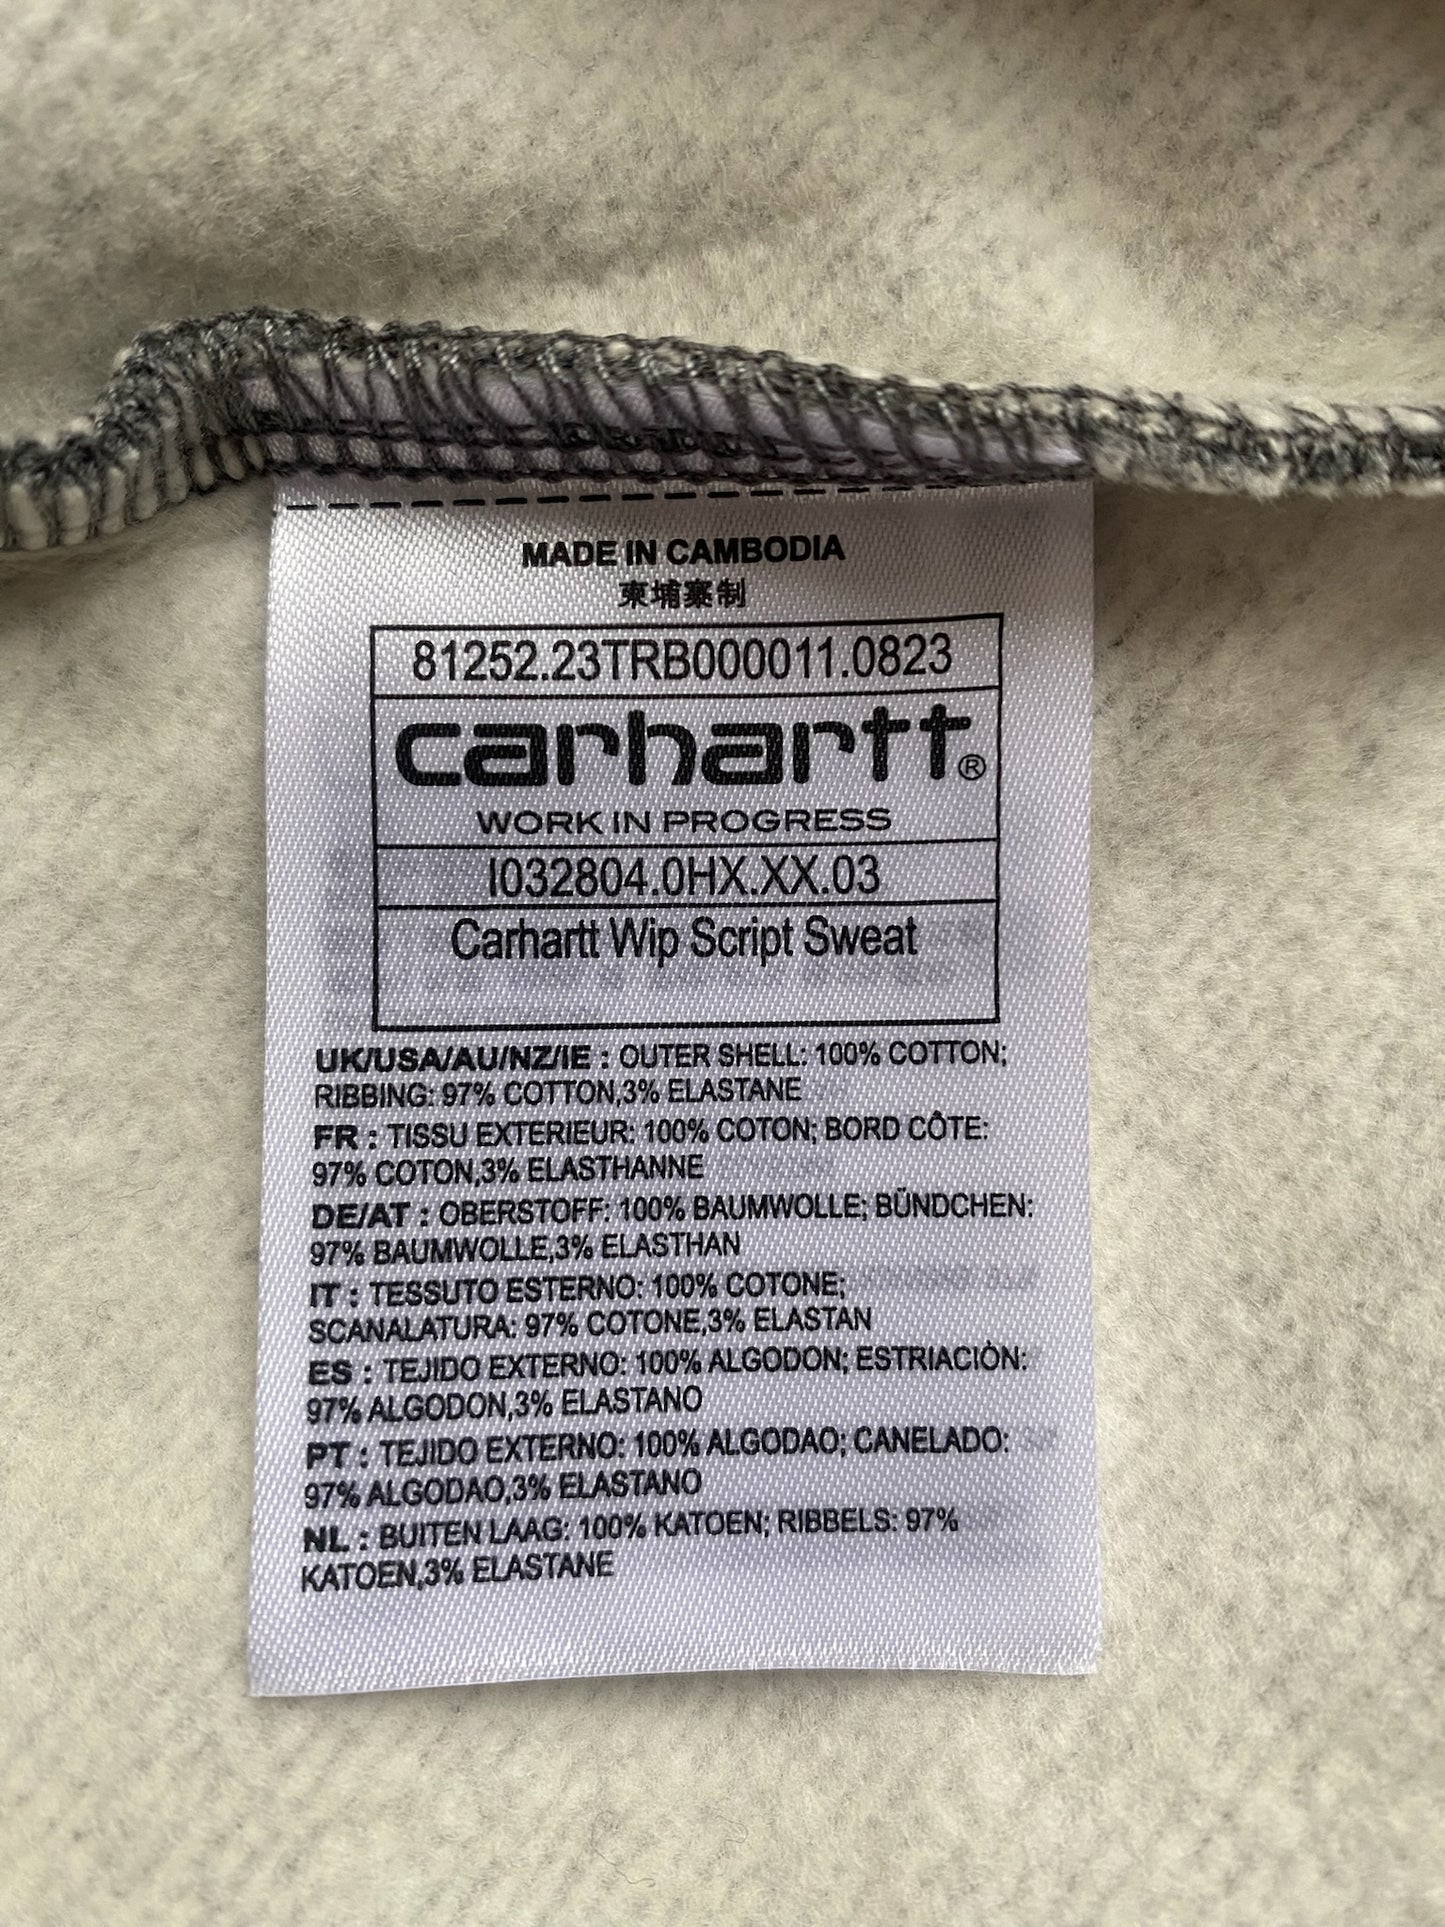 MADE IN CAMBODIA
柬埔寨制
81252.23TRB000011.0823
carhartt®
WORK IN PROGRESS
I032804.0HX.XX.03
Carhartt Wip Script Sweat
UK/USA/AU/NZ/IE : OUTER SHELL: 100% COTTON;
RIBBING: 97% COTTON,3% ELASTANE
FR : TISSU EXTERIEUR: 100% COTON; BORD CÔTE:
97% COTON,3% ELASTHANNE
DE/AT : OBERSTOFF: 100% BAUMWOLLE; BÜNDCHEN:
97% BAUMWOLLE,3% ELASTHAN
IT : TESSUTO ESTERNO: 100% COTONE;
SCANALATURA: 97% COTONE,3% ELASTAN
ES : TEJIDO EXTERNO: 100% ALGODON; ESTRIACIÒN:
97% ALGODON,3% ELASTANO
PT : TEJIDO EXTERNO: 100% ALGODAO; CANELADO:
97% ALGODAO,3% ELASTANO
NL : BUITEN LAAG: 100% KATOEN; RIBBELS: 97%
KATOEN,3% ELASTANE